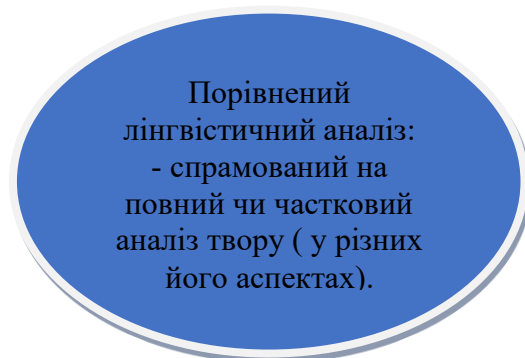 Порівнений
лінгвістичний аналіз:
- спрамований на
повний чи частковий
аналіз твору ( у різних
його аспектах).